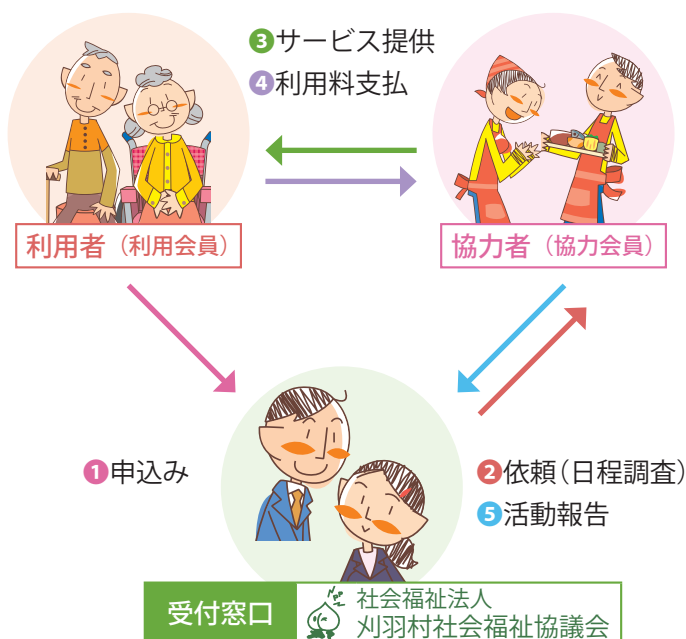 ❸サービス提供
❹利用料支払
利用者（利用会員）
協力者（協力会員）
❶申込み
❷依頼（日程調査）
❺活動報告
受付窓口
社会福祉法人
刈羽村社会福祉協議会